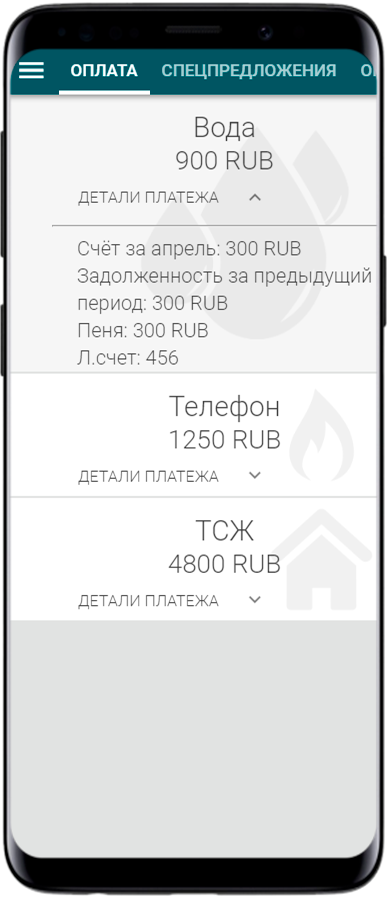 ОПЛАТА СПЕЦПРЕДЛОЖЕНИЯ
Вода
900 RUB
ДЕТАЛИ ПЛАТЕЖА
Счёт за апрель: 300 RUB
Задолженность за предыдущий
период: 300 RUB
Пеня: 300 RUB
Л.счет: 456
Телефон
1250 RUB
ДЕТАЛИ ПЛАТЕЖА
ТСЖ
4800 RUB
ДЕТАЛИ ПЛАТЕЖА